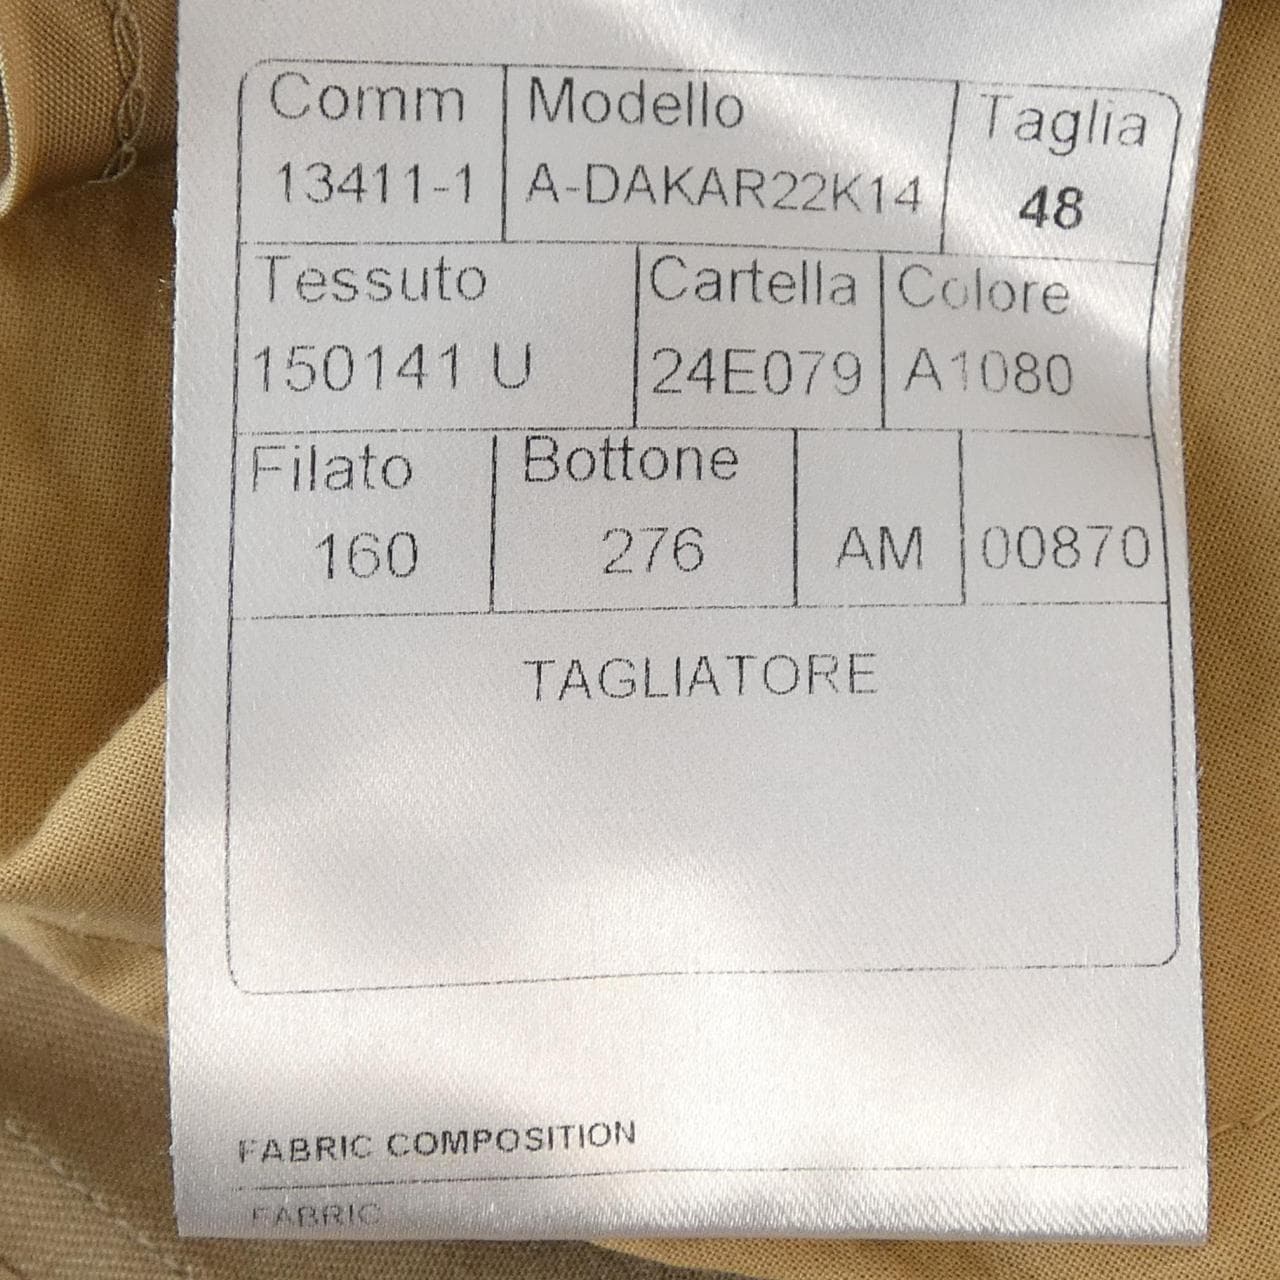 Comm Modello Taglia
13411-1 A-DAKAR22K14 48
Tessuto Cartella Colore
150141 U 24E079 A1080
Filato Bottone
160 276 AM 00870
TAGLIATORE
FABRIC COMPOSITION
FABRIC